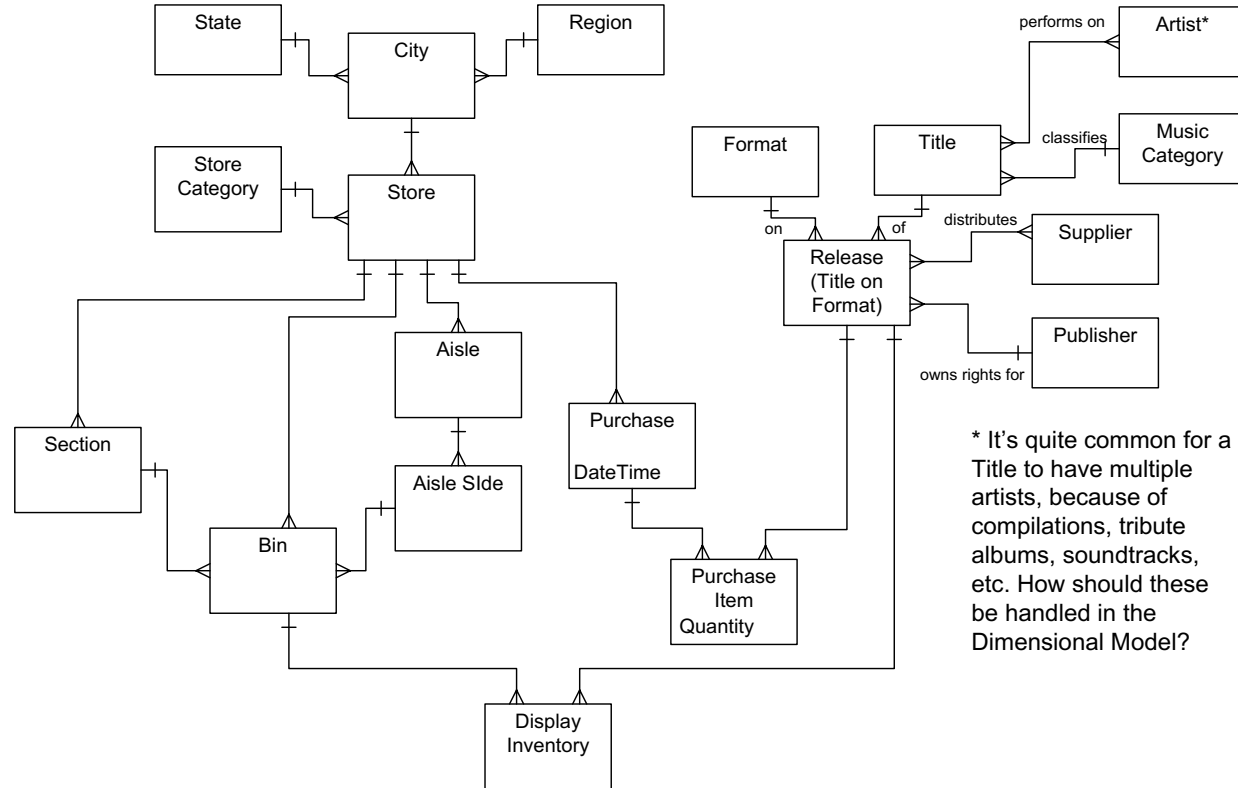 State
City
Region
performs on
Artist*
Format
Title
classifies
Music
Category
Store
Category
Store
on
of
distributes
Supplier
Release
(Title on
Format)
Aisle
Publisher
owns rights for
Section
Purchase
DateTime
Aisle SIde
Bin
Purchase
Item
Quantity
Display
Inventory
* It's quite common for a
Title to have multiple
artists, because of
compilations, tribute
albums, soundtracks,
etc. How should these
be handled in the
Dimensional Model?